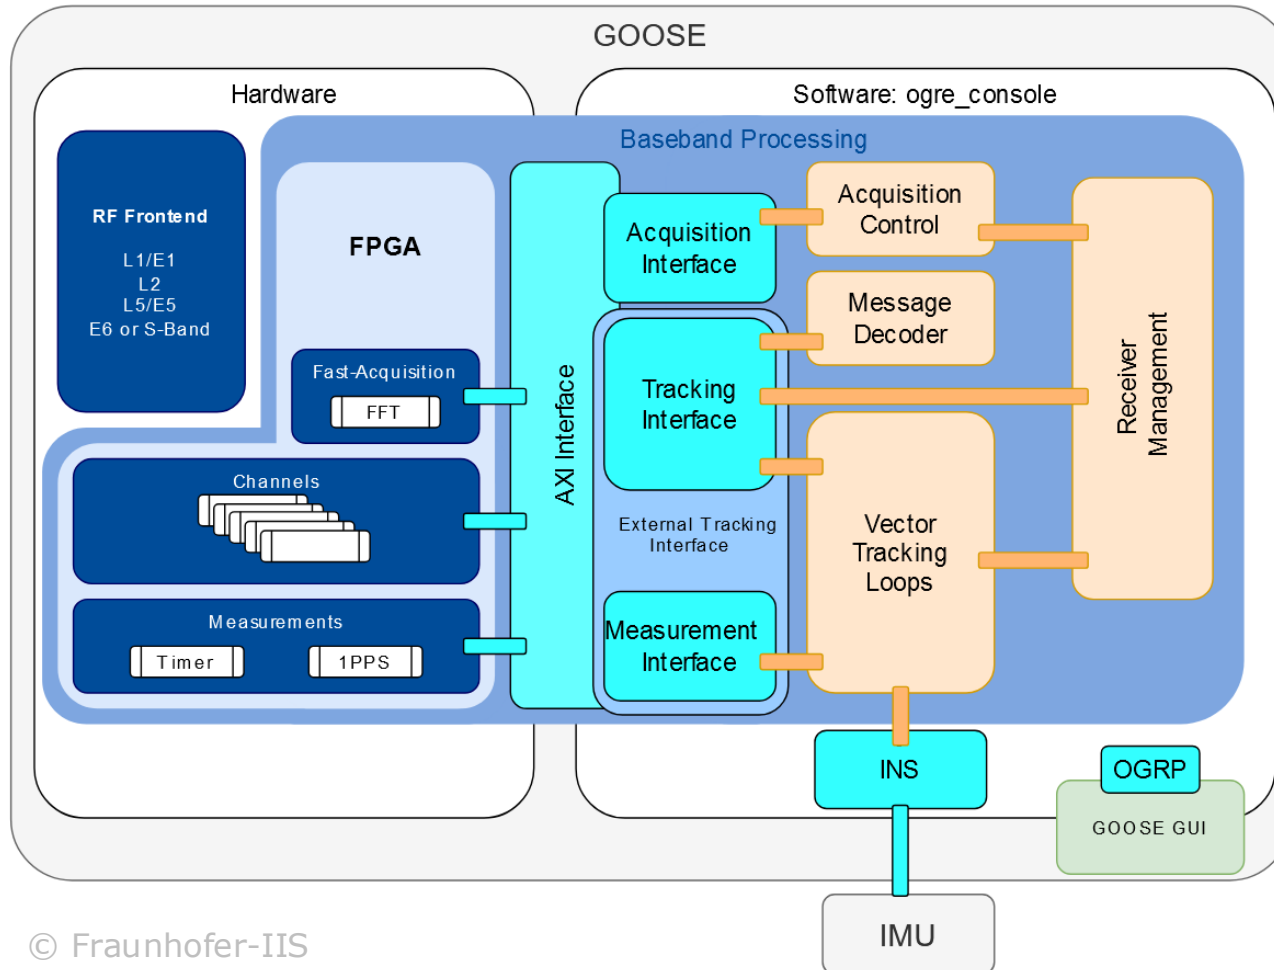 GOOSE
Hardware
Software: ogre_console
Baseband Processing
RF Frontend
L1/E1
L2
L5/E5
E6 or S-Band
FPGA
Fast-Acquisition
FFT
Channels
Measurements
Timer
1PPS
AXI Interface
Acquisition
Interface
Tracking
Interface
External Tracking
Interface
Measurement
Interface
Acquisition
Control
Message
Decoder
Vector
Tracking
Loops
Receiver
Management
INS
OGRP
GOOSE GUI
IMU
© Fraunhofer-IIS